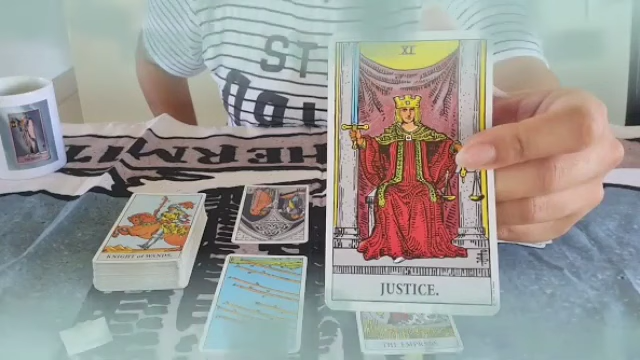 XI
ST
HERMIT
KNIGHT of WANDS.
JUSTICE.
THE EMPRESS.